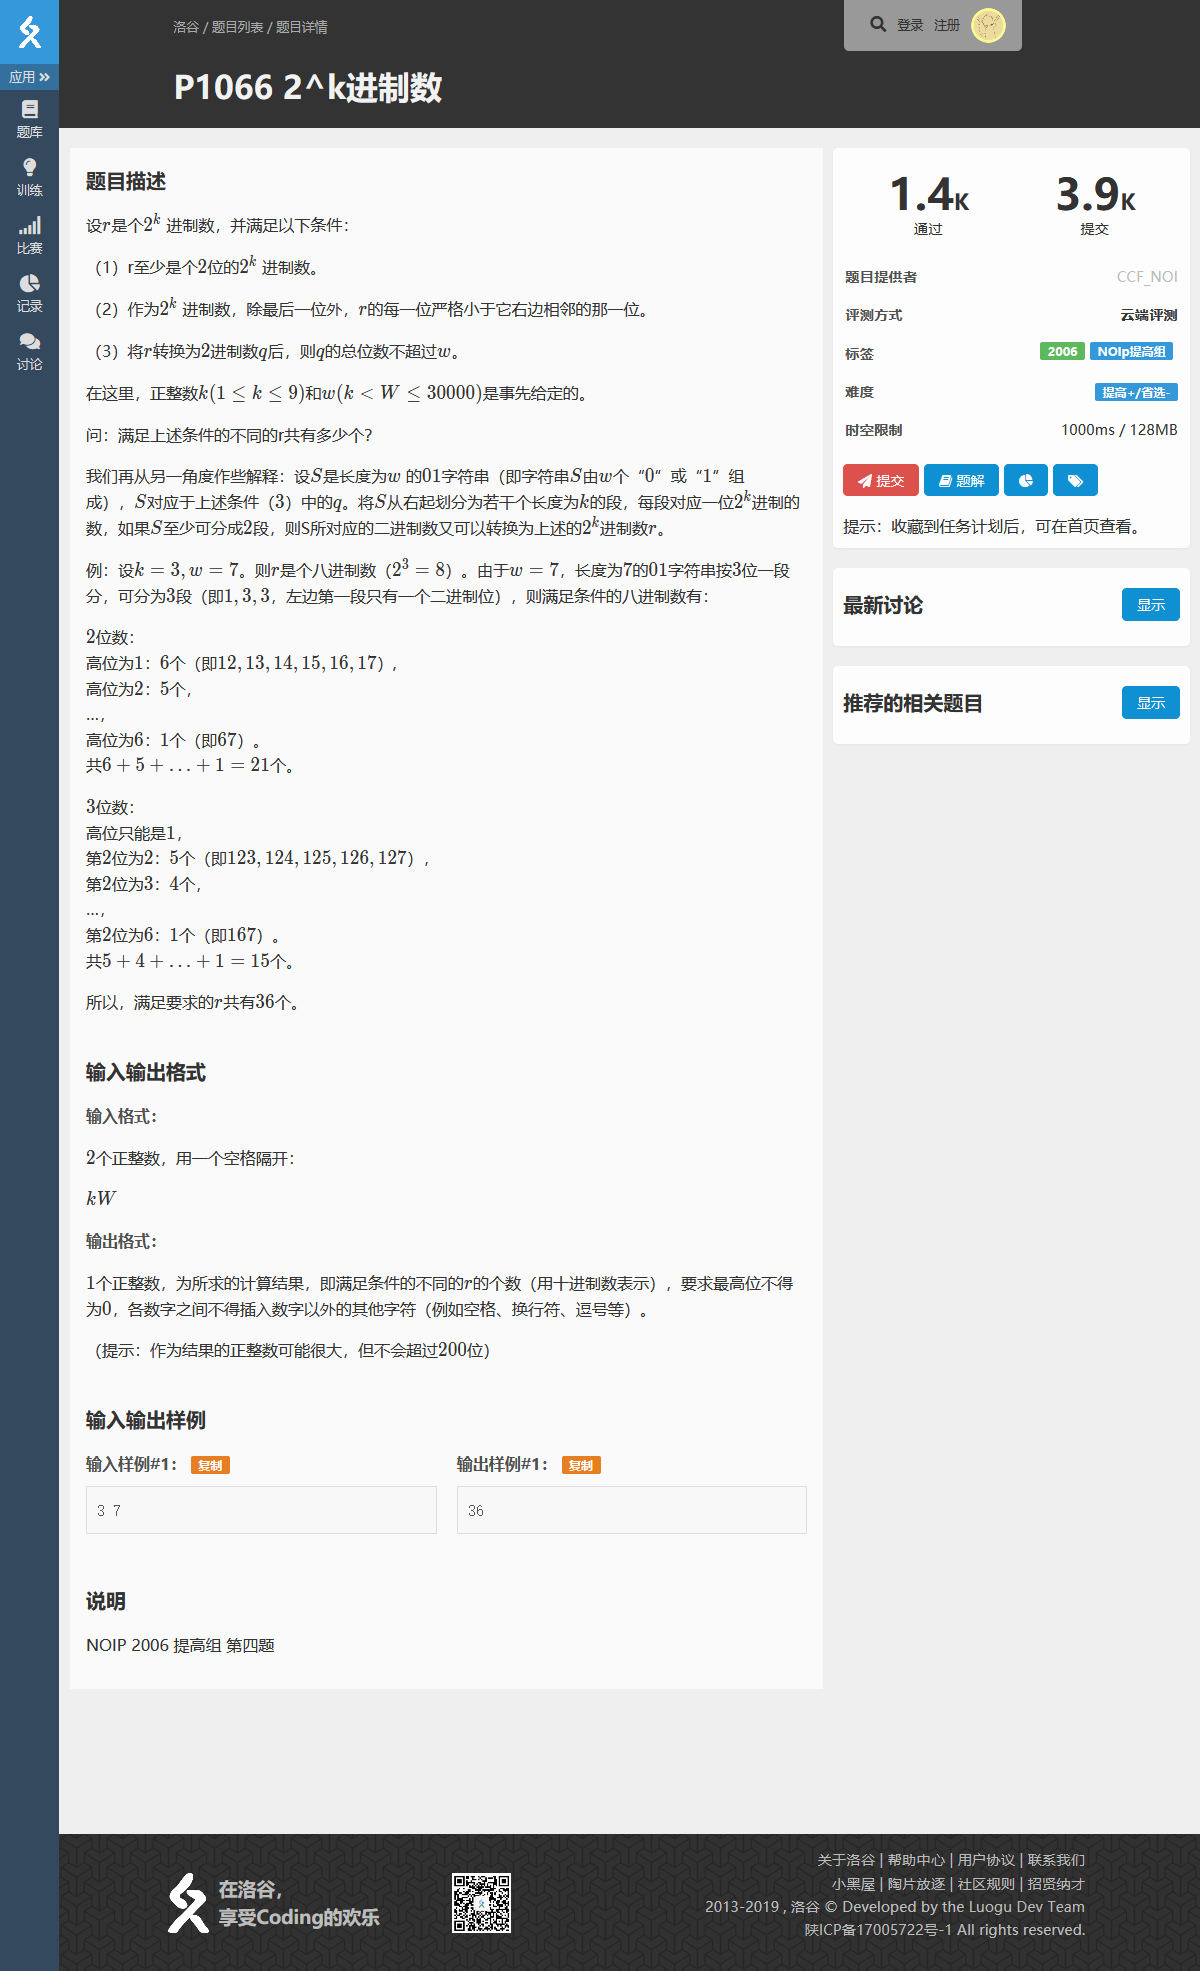 洛谷 / 题目列表 / 题目详情
登录 注册
P1066 2^k进制数
应用
题库
训练
比赛
记录
讨论
题目描述
设r是个2^k 进制数，并满足以下条件：
（1）r至少是个2位的2^k 进制数。
（2）作为2^k 进制数，除最后一位外，r的每一位严格小于它右边相邻的那一位。
（3）将r转换为2进制数q后，则q的总位数不超过w。
在这里，正整数k(1 ≤ k ≤ 9)和w(k < W ≤ 30000)是事先给定的。
问：满足上述条件的不同的r共有多少个？
我们再从另一角度作些解释：设S是长度为w 的01字符串（即字符串S由w个“0”或“1”组
成），S对应于上述条件（3）中的q。将S从右起划分为若干个长度为k的段，每段对应一位2^k进制的
数，如果S至少可分成2段，则S所对应的二进制数又可以转换为上述的2^k进制数r。
例：设k = 3, w = 7。则r是个八进制数（2^3 = 8）。由于w = 7，长度为7的01字符串按3位一段
分，可分为3段（即1, 3, 3，左边第一段只有一个二进制位），则满足条件的八进制数有：
2位数：
高位为1：6个（即12, 13, 14, 15, 16, 17），
高位为2：5个，
…，
高位为6：1个（即67）。
共6 + 5 + … + 1 = 21个。
3位数：
高位只能是1，
第2位为2：5个（即123, 124, 125, 126, 127），
第2位为3：4个，
…，
第2位为6：1个（即167）。
共5 + 4 + … + 1 = 15个。
所以，满足要求的r共有36个。
输入输出格式
输入格式：
2个正整数，用一个空格隔开：
kW
输出格式：
1个正整数，为所求的计算结果，即满足条件的不同的r的个数（用十进制数表示），要求最高位不得
为0，各数字之间不得插入数字以外的其他字符（例如空格、换行符、逗号等）。
（提示：作为结果的正整数可能很大，但不会超过200位）
输入输出样例
输入样例#1： 复制
3 7
输出样例#1： 复制
36
说明
NOIP 2006 提高组 第四题
1.4K 3.9K
通过 提交
题目提供者 CCF_NOI
评测方式 云端评测
标签 2006 NOIp提高组
难度 提高+/省选-
时空限制 1000ms / 128MB
提交 题解
提示：收藏到任务计划后，可在首页查看。
最新讨论 显示
推荐的相关题目 显示
在洛谷，
享受Coding的欢乐
关于洛谷 | 帮助中心 | 用户协议 | 联系我们
小黑屋 | 陶片放逐 | 社区规则 | 招贤纳才
2013-2019 , 洛谷 © Developed by the Luogu Dev Team
陕ICP备17005722号-1 All rights reserved.